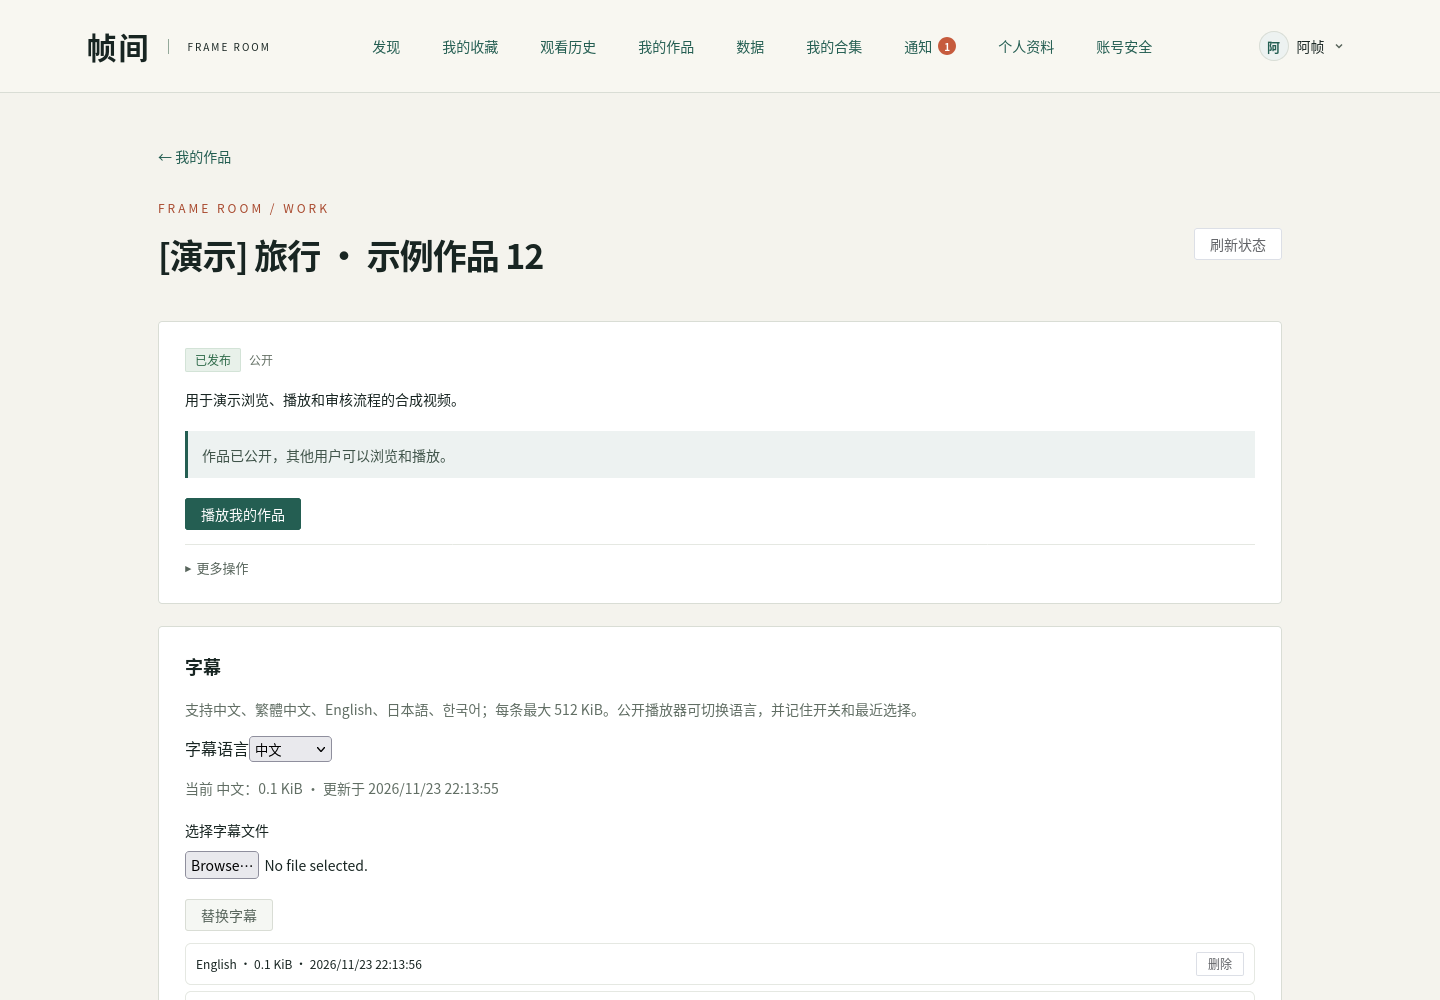 帧间
FRAME ROOM
发现
我的收藏
观看历史
我的作品
数据
我的合集
通知 1
个人资料
账号安全
阿 阿帧
← 我的作品
FRAME ROOM / WORK
[演示] 旅行 · 示例作品 12
刷新状态
已发布 公开
用于演示浏览、播放和审核流程的合成视频。
作品已公开，其他用户可以浏览和播放。
播放我的作品
▸ 更多操作
字幕
支持中文、繁體中文、English、日本語、한국어；每条最大 512 KiB。公开播放器可切换语言，并记住开关和最近选择。
字幕语言 中文
当前 中文：0.1 KiB · 更新于 2026/11/23 22:13:55
选择字幕文件
Browse… No file selected.
替换字幕
English · 0.1 KiB · 2026/11/23 22:13:56 删除